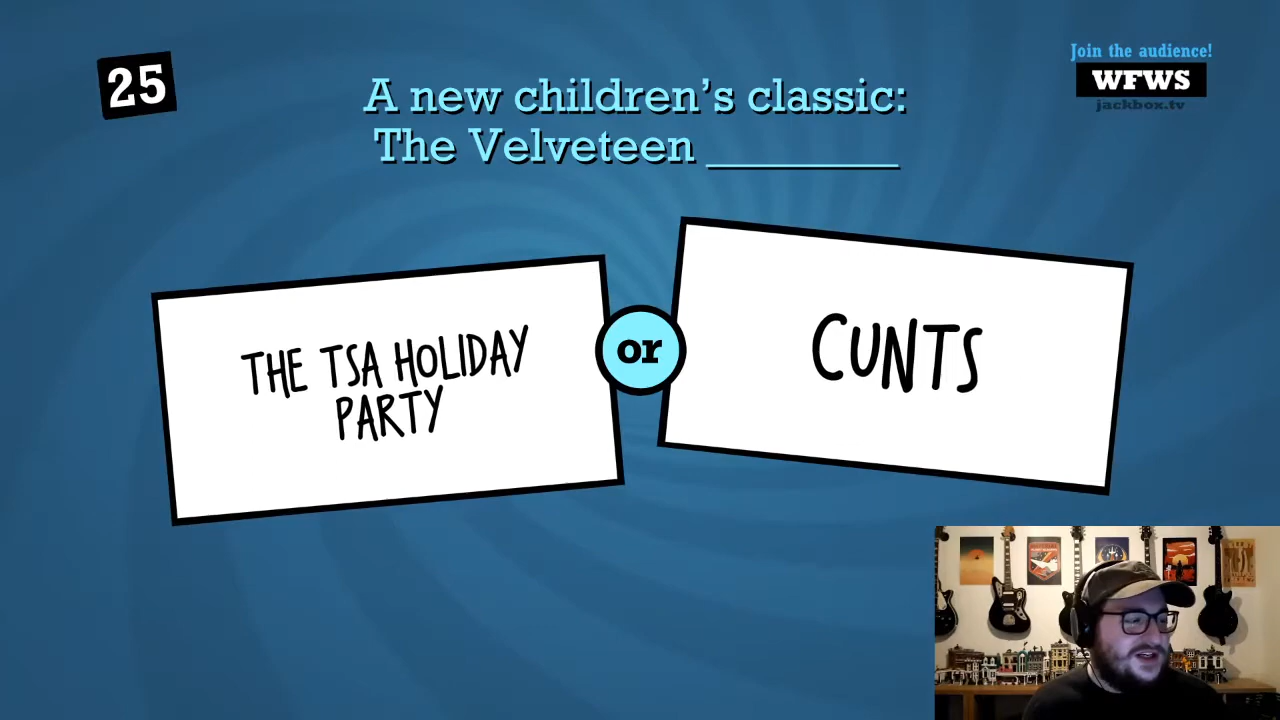 25
Join the audience!
WFWS
jackbox.tv
A new children's classic:
The Velveteen ________
THE TSA HOLIDAY
PARTY
or
CUNTS